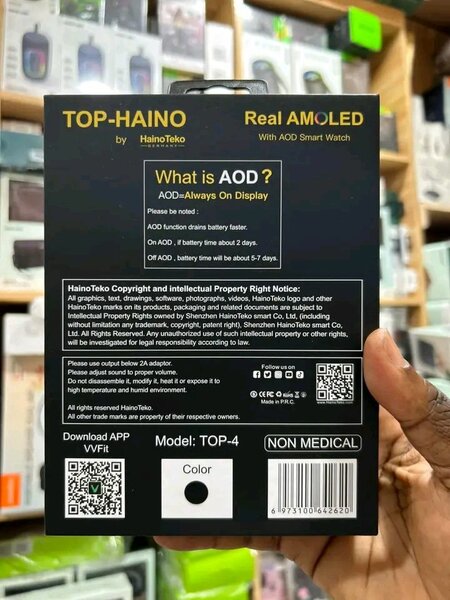 TOP-HAINO
by HainoTeko
GERMANY
Real AMOLED
With AOD Smart Watch
What is AOD?
AOD=Always On Display
Please be noted :
AOD function drains battery faster.
On AOD , if battery time about 2 days.
Off AOD , battery time will be about 5-7 days.
HainoTeko Copyright and intellectual Property Right Notice:
All graphics, text, drawings, software, photographs, videos, HainoTeko logo and other
HainoTeko marks on its products, packaging and related documents are subject to
Intellectual Property Rights owned by Shenzhen HainoTeko smart Co, Ltd, (including
without limitation any trademark, copyright, patent right), Shenzhen HainoTeko smart Co,
Ltd. All Rights Reserved. Any unauthorized use of such intellectual property or other rights,
will be investigated for legal responsibility according to law.
Please use output below 2A adaptor.
Please adjust sound to proper volume.
Do not disassemble it, modify it, heat it or expose it to
high temperature and humid environment.
All rights reserved HainoTeko.
All other trade marks are property of their respective owners.
Follow us on
Made in P.R.C.
Download APP
VVFit
Model: TOP-4
Color
NON MEDICAL
6 973100 642620